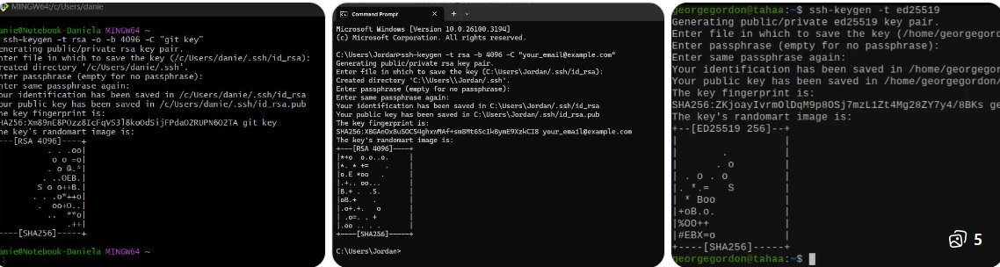 MINGW64:/c/Users/danie
anie@Notebook-Daniela MINGW64 ~
ssh-keygen -t rsa -o -b 4096 -C "git key"
enerating public/private rsa key pair.
nter file in which to save the key (/c/Users/danie/.ssh/id_rsa):
reated directory '/c/Users/danie/.ssh'.
nter passphrase (empty for no passphrase):
nter same passphrase again:
our identification has been saved in /c/Users/danie/.ssh/id_rsa
our public key has been saved in /c/Users/danie/.ssh/id_rsa.pub
he key fingerprint is:
git key
he key's randomart image is:
---[RSA 4096]----+
. . .oo|
o o =o|
. o @.*|
. ..OEB.|
S o o++B.|
. . .o*++o|
. oo+O..|
.. **o|
.++|
----[SHA256]-----+
anie@Notebook-Daniela MINGW64 ~
Command Prompt
Microsoft Windows [Version 10.0.26100.3194]
(c) Microsoft Corporation. All rights reserved.
C:\Users\Jordan>ssh-keygen -t rsa -b 4096 -C "your_email@example.com"
Generating public/private rsa key pair.
Enter file in which to save the key (C:\Users\Jordan/.ssh/id_rsa):
Created directory 'C:\\Users\\Jordan/.ssh'.
Enter passphrase (empty for no passphrase):
Enter same passphrase again:
Your identification has been saved in C:\Users\Jordan/.ssh/id_rsa
Your public key has been saved in C:\Users\Jordan/.ssh/id_rsa.pub
The key fingerprint is:
your_email@example.com
The key's randomart image is:
+---[RSA 4096]----+
|*+o  o.o..o.     |
|*. * +=    .     |
|o.E *oo   .      |
|.+.. oo...       |
|B.+ .  .S.       |
|oB.+    .        |
|.o+.+.   o       |
| .o=. . +        |
|.oo .. . .       |
+----[SHA256]-----+
C:\Users\Jordan>
georgegordon@tahaa:~$ ssh-keygen -t ed25519
Generating public/private ed25519 key pair.
Enter file in which to save the key (/home/georgegord
Enter passphrase (empty for no passphrase):
Enter same passphrase again:
Your identification has been saved in /home/georgegor
Your public key has been saved in /home/georgegordon/
The key fingerprint is:
SHA256:ZKjoayIvrmOlDqM9p8OSj7mzL1Zt4Mg28ZY7y4/8BKs ge
The key's randomart image is:
+--[ED25519 256]--+
|                 |
|       .         |
|      . o        |
| . o . o         |
|. *.=   S        |
| * Boo           |
|+oB.o.           |
|%OO++            |
|#EBX=o           |
+----[SHA256]-----+
georgegordon@tahaa:~$
5